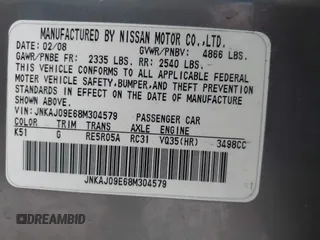 MANUFACTURED BY NISSAN MOTOR CO.,LTD.
DATE: 02/08 GVWR/PNBV: 4866 LBS.
GAWR/PNBE FR: 2335 LBS. RR: 2540 LBS.
THIS VEHICLE CONFORMS TO ALL APPLICABLE FEDERAL
MOTOR VEHICLE SAFETY, BUMPER, AND THEFT PREVENTION
STANDARDS IN EFFECT ON THE DATE OF MANUFACTURE
SHOWN ABOVE.
JNKAJ09E68M304579 PASSENGER CAR
COLOR TRIM TRANS AXLE ENGINE
K51 G RE5R05A RC31 VQ35(HR) 3498CC
JNKAJ09E68M304579
DREAMBID